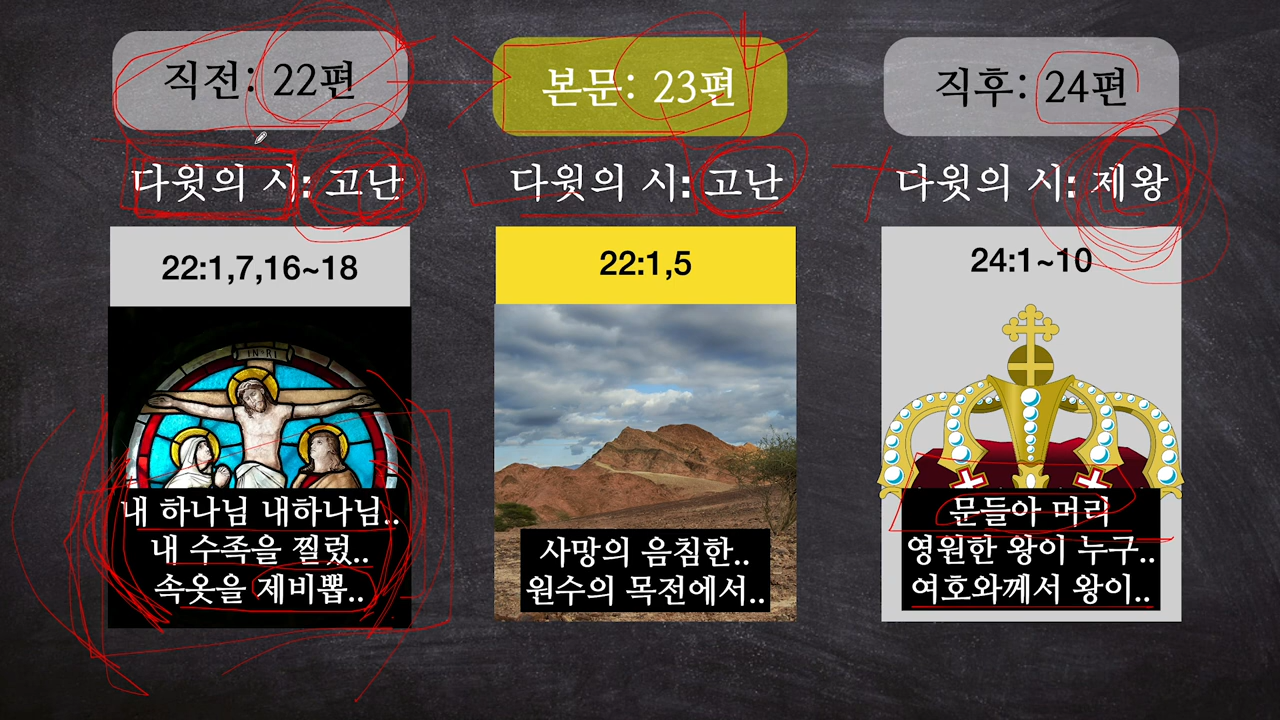 직전: 22편
다윗의 시: 고난
22:1,7,16~18
INRI
내 하나님 내하나님..
내 수족을 찔렀..
속옷을 제비뽑..
본문: 23편
다윗의 시: 고난
22:1,5
사망의 음침한..
원수의 목전에서..
직후: 24편
다윗의 시: 제왕
24:1~10
문들아 머리
영원한 왕이 누구..
여호와께서 왕이..